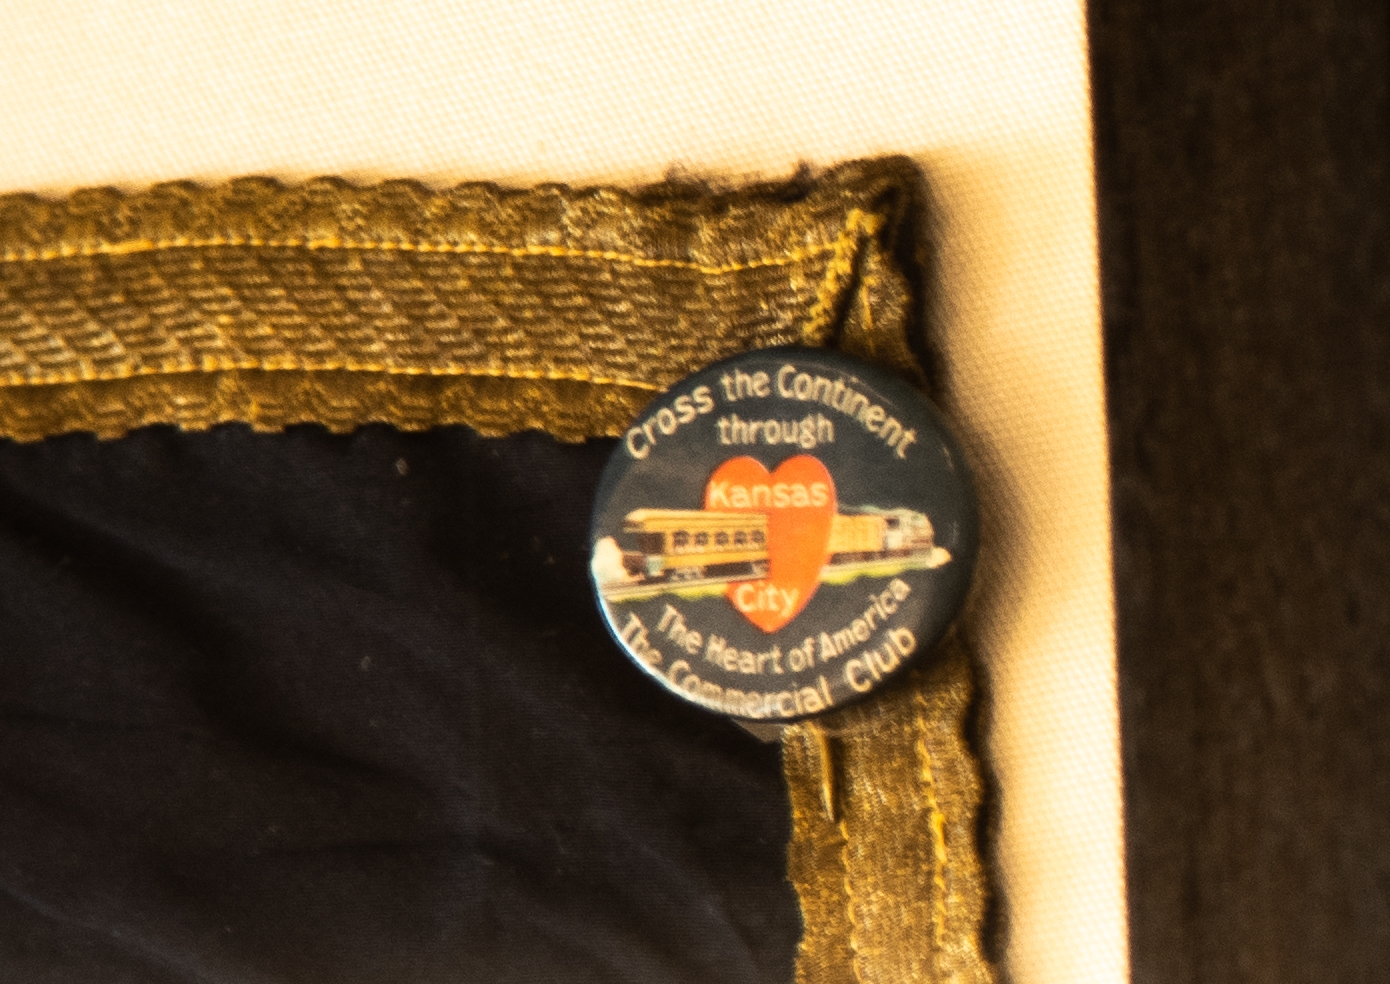 Cross the Continent
through
Kansas
City
The Heart of America
The Commercial Club